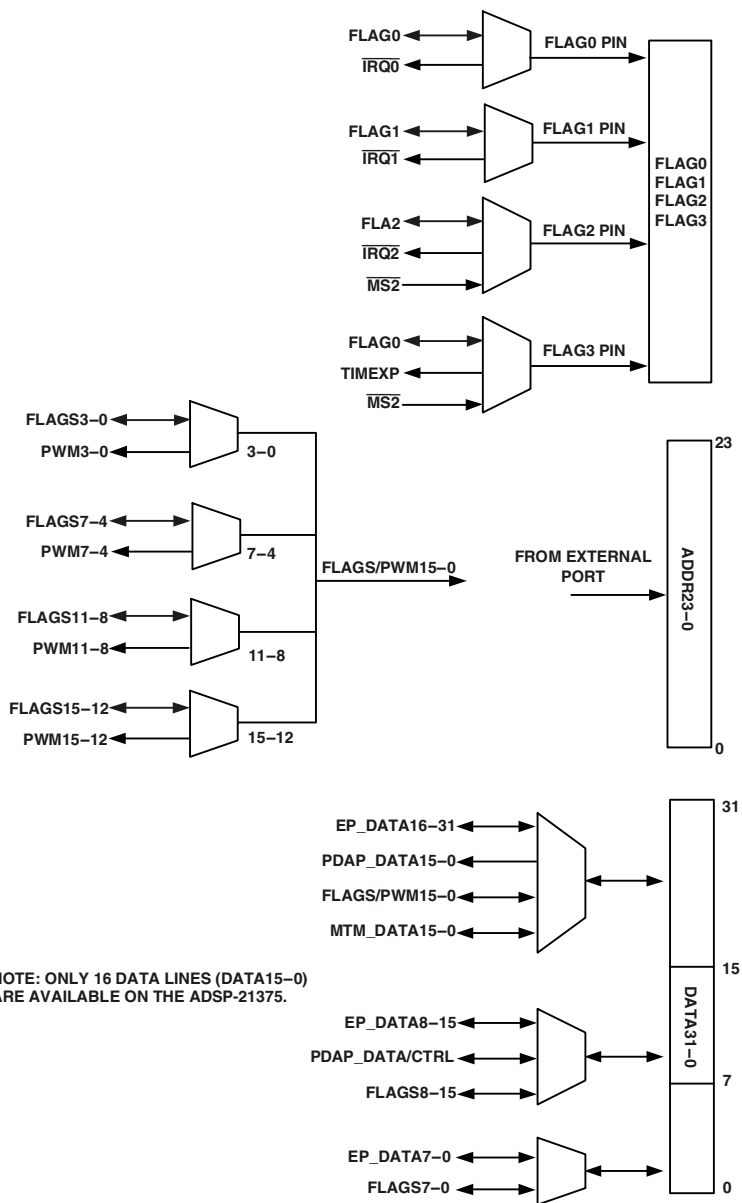 FLAG0
IRQ0
FLAG0 PIN
FLAG1
IRQ1
FLAG1 PIN
FLA2
IRQ2
MS2
FLAG2 PIN
FLAG0
TIMEXP
MS2
FLAG3 PIN
FLAG0
FLAG1
FLAG2
FLAG3
FLAGS3–0
PWM3–0
3–0
FLAGS7–4
PWM7–4
7–4
FLAGS11–8
PWM11–8
11–8
FLAGS15–12
PWM15–12
15–12
FLAGS/PWM15–0
FROM EXTERNAL
PORT
23
ADDR23–0
0
EP_DATA16–31
PDAP_DATA15–0
FLAGS/PWM15–0
MTM_DATA15–0
31
OTE: ONLY 16 DATA LINES (DATA15–0)
ARE AVAILABLE ON THE ADSP-21375.
15
DATA31–0
7
EP_DATA8–15
PDAP_DATA/CTRL
FLAGS8–15
EP_DATA7–0
FLAGS7–0
0